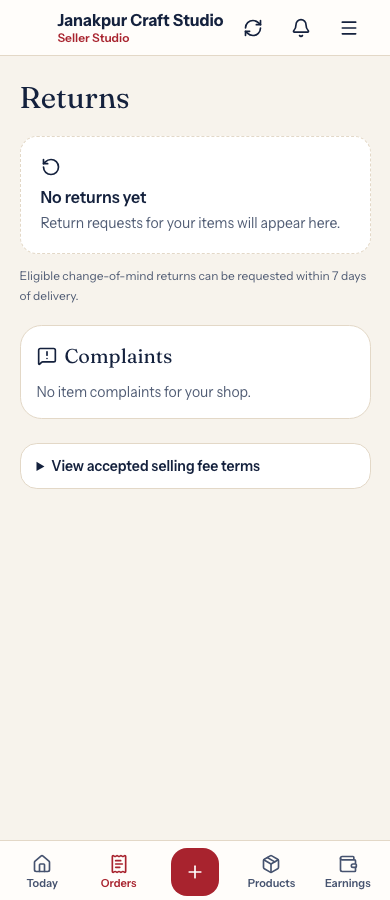 Janakpur Craft Studio
Seller Studio
Returns
No returns yet
Return requests for your items will appear here.
Eligible change-of-mind returns can be requested within 7 days
of delivery.
Complaints
No item complaints for your shop.
View accepted selling fee terms
Today
Orders
Products
Earnings